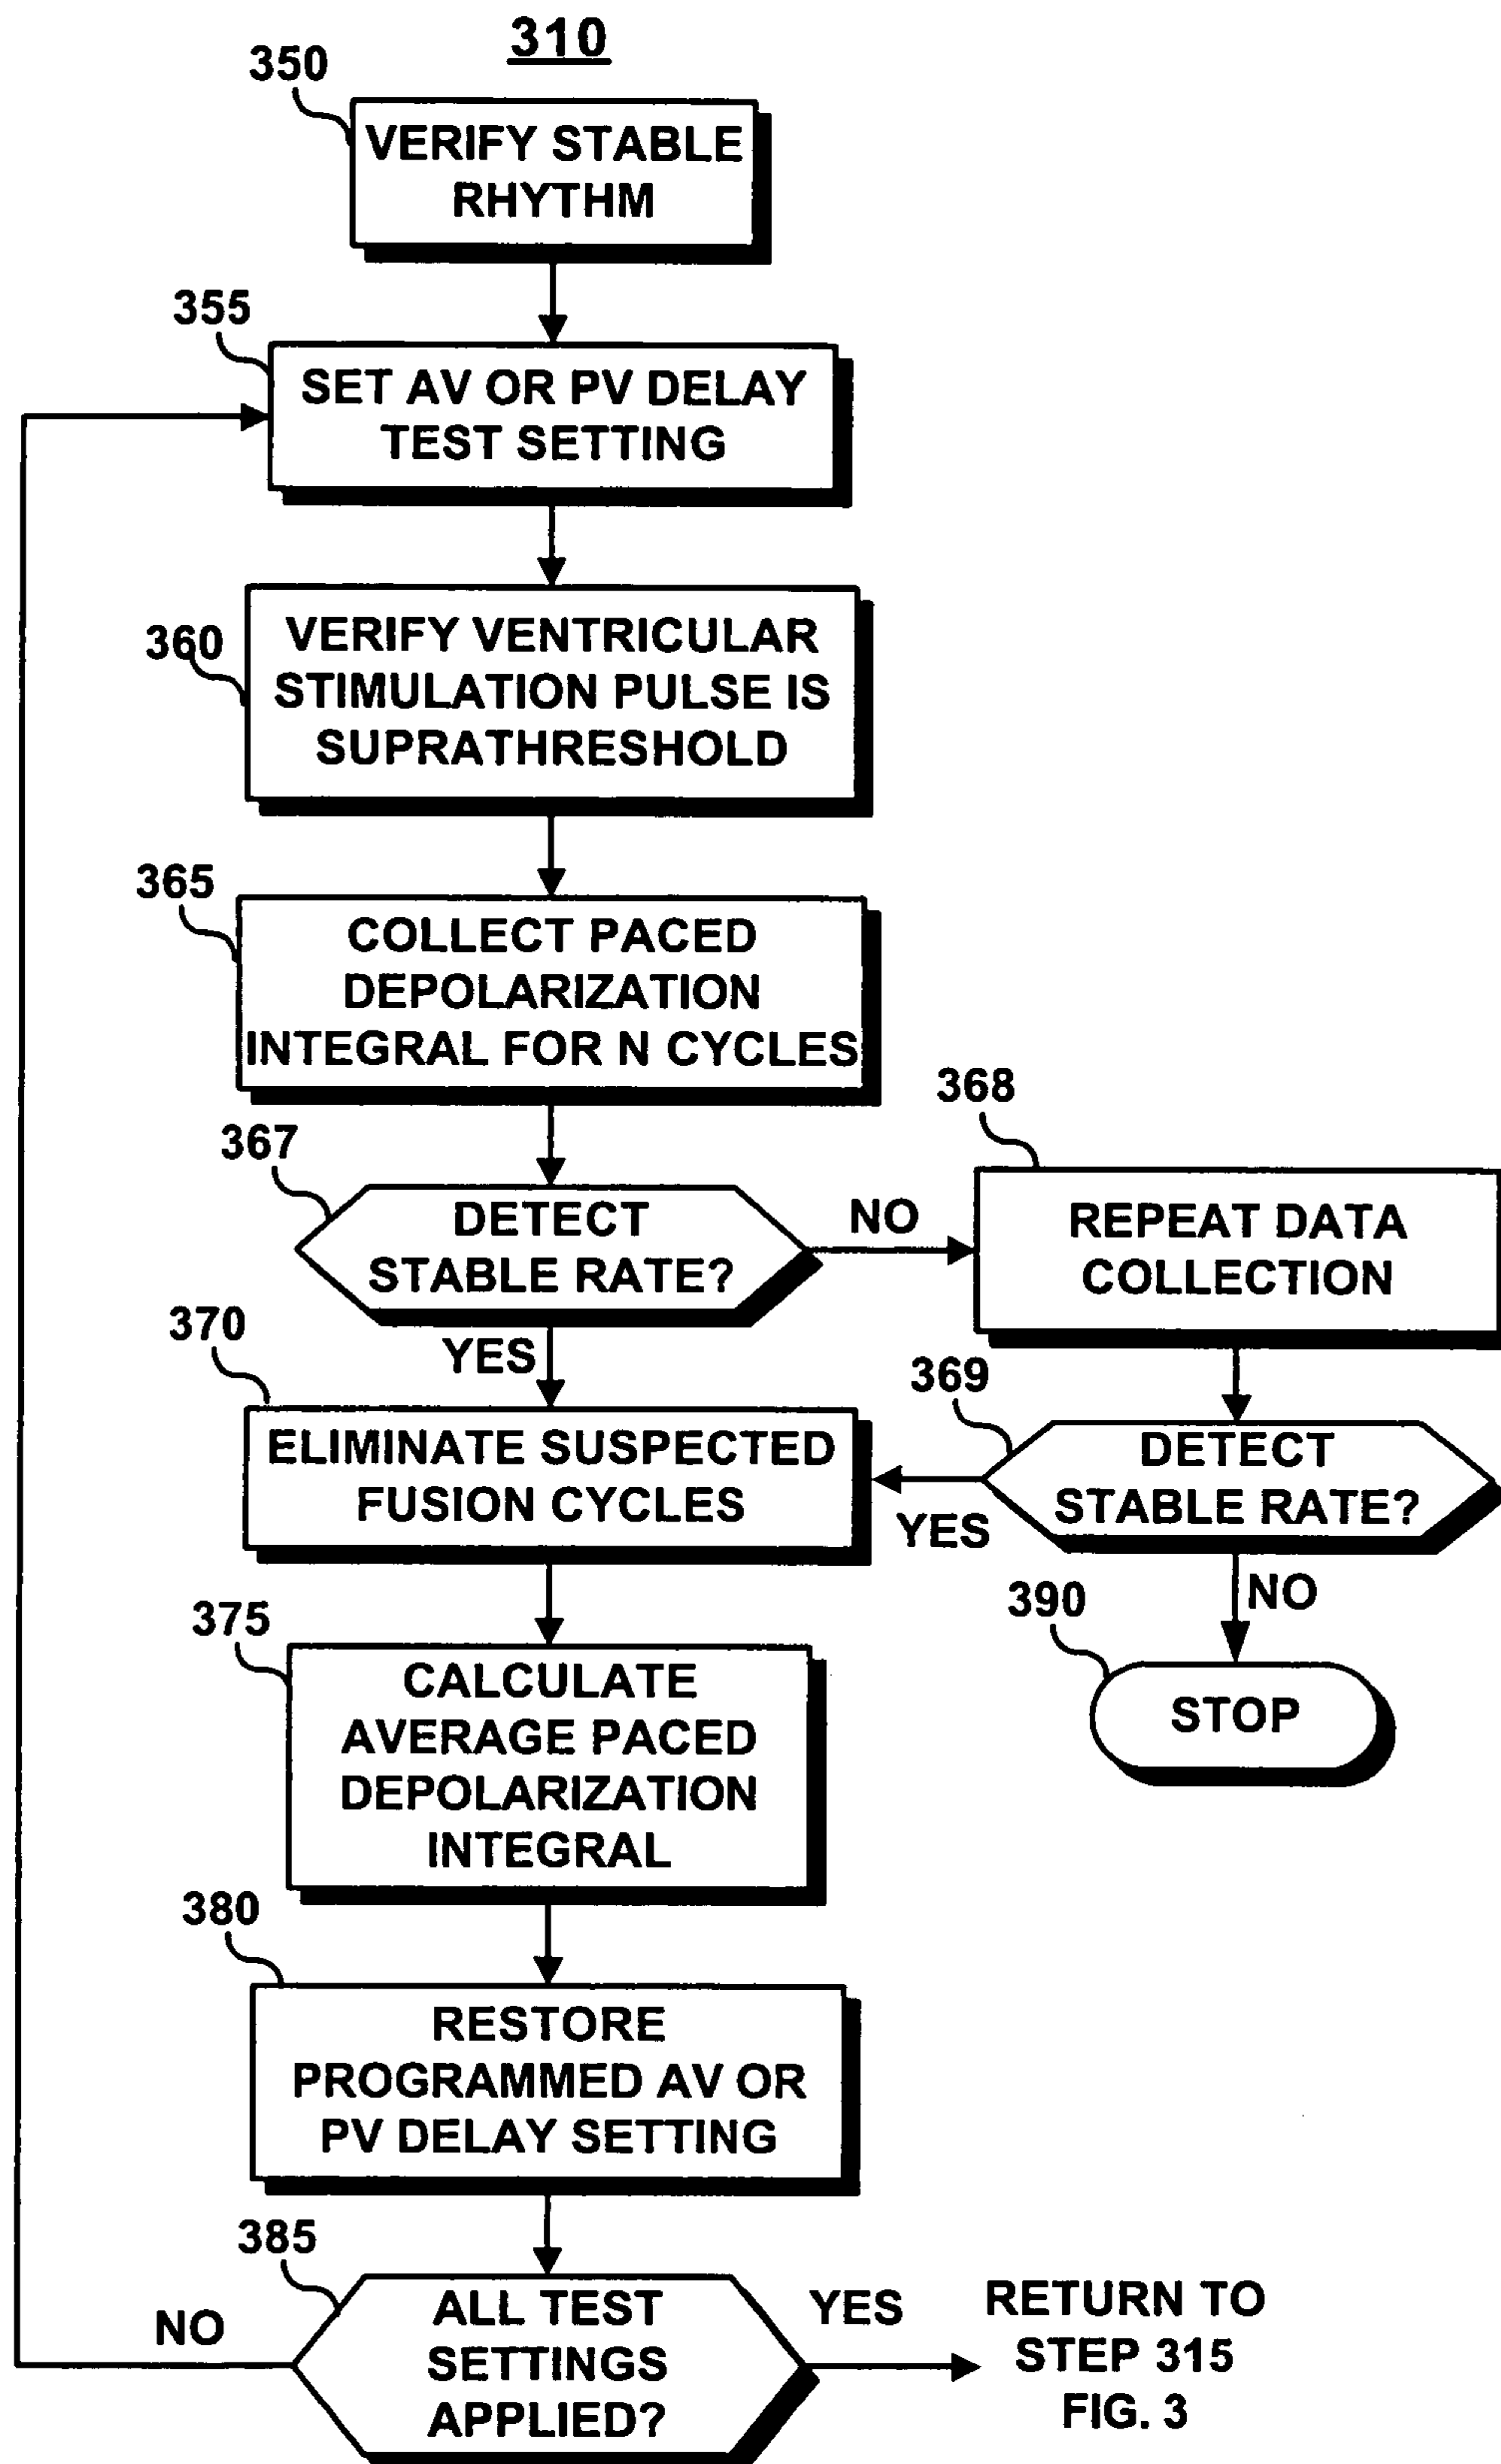 310
350
VERIFY STABLE
RHYTHM
355
SET AV OR PV DELAY
TEST SETTING
360
VERIFY VENTRICULAR
STIMULATION PULSE IS
SUPRATHRESHOLD
365
COLLECT PACED
DEPOLARIZATION
INTEGRAL FOR N CYCLES
367
DETECT
STABLE RATE?
NO
368
REPEAT DATA
COLLECTION
YES
370
ELIMINATE SUSPECTED
FUSION CYCLES
369
DETECT
STABLE RATE?
YES
NO
390
STOP
375
CALCULATE
AVERAGE PACED
DEPOLARIZATION
INTEGRAL
380
RESTORE
PROGRAMMED AV OR
PV DELAY SETTING
385
ALL TEST
SETTINGS
APPLIED?
NO
YES
RETURN TO
STEP 315
FIG. 3